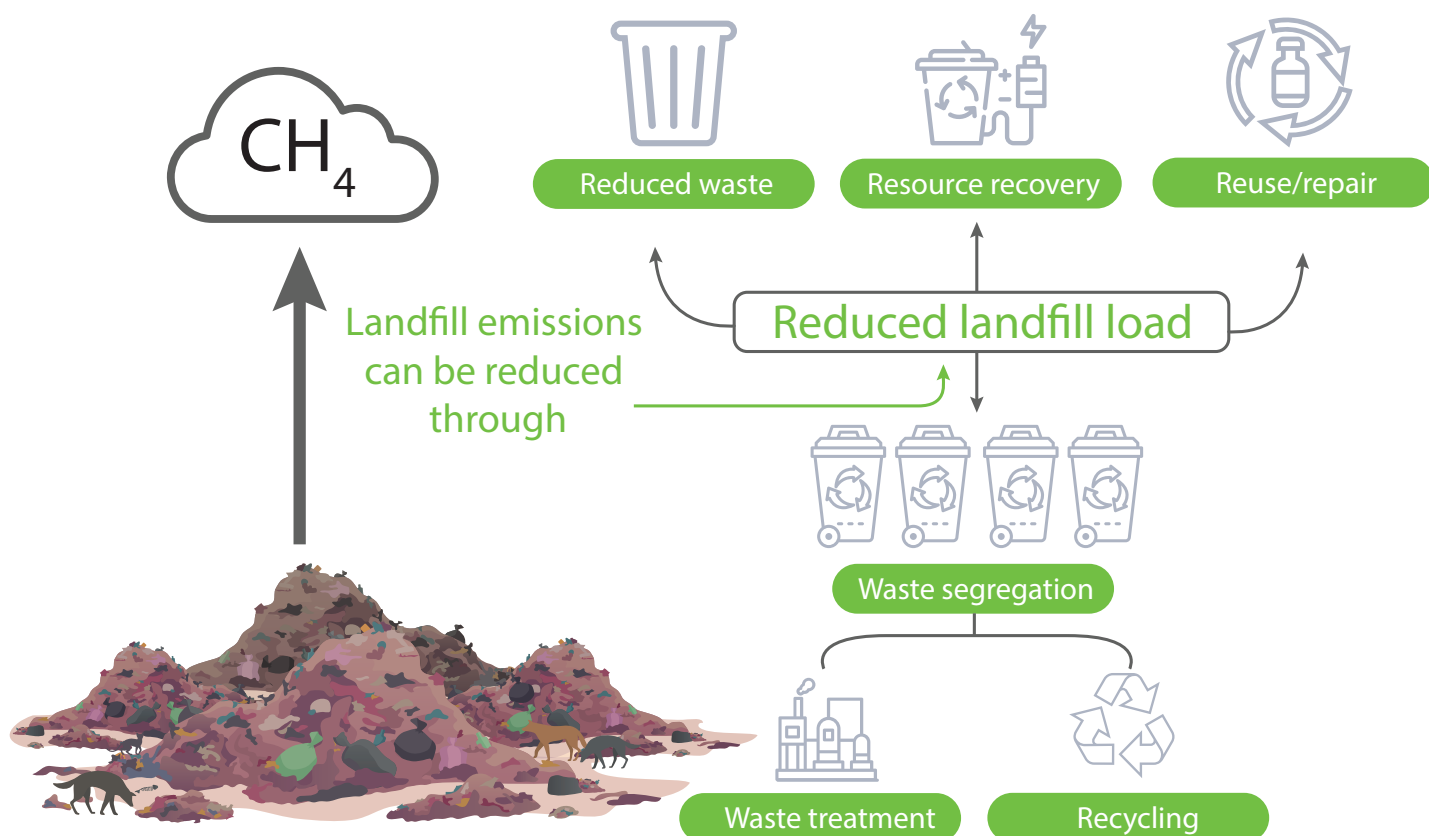 CH4
Reduced waste
Resource recovery
Reuse/repair
Landfill emissions
can be reduced
through
Reduced landfill load
Waste segregation
Waste treatment
Recycling